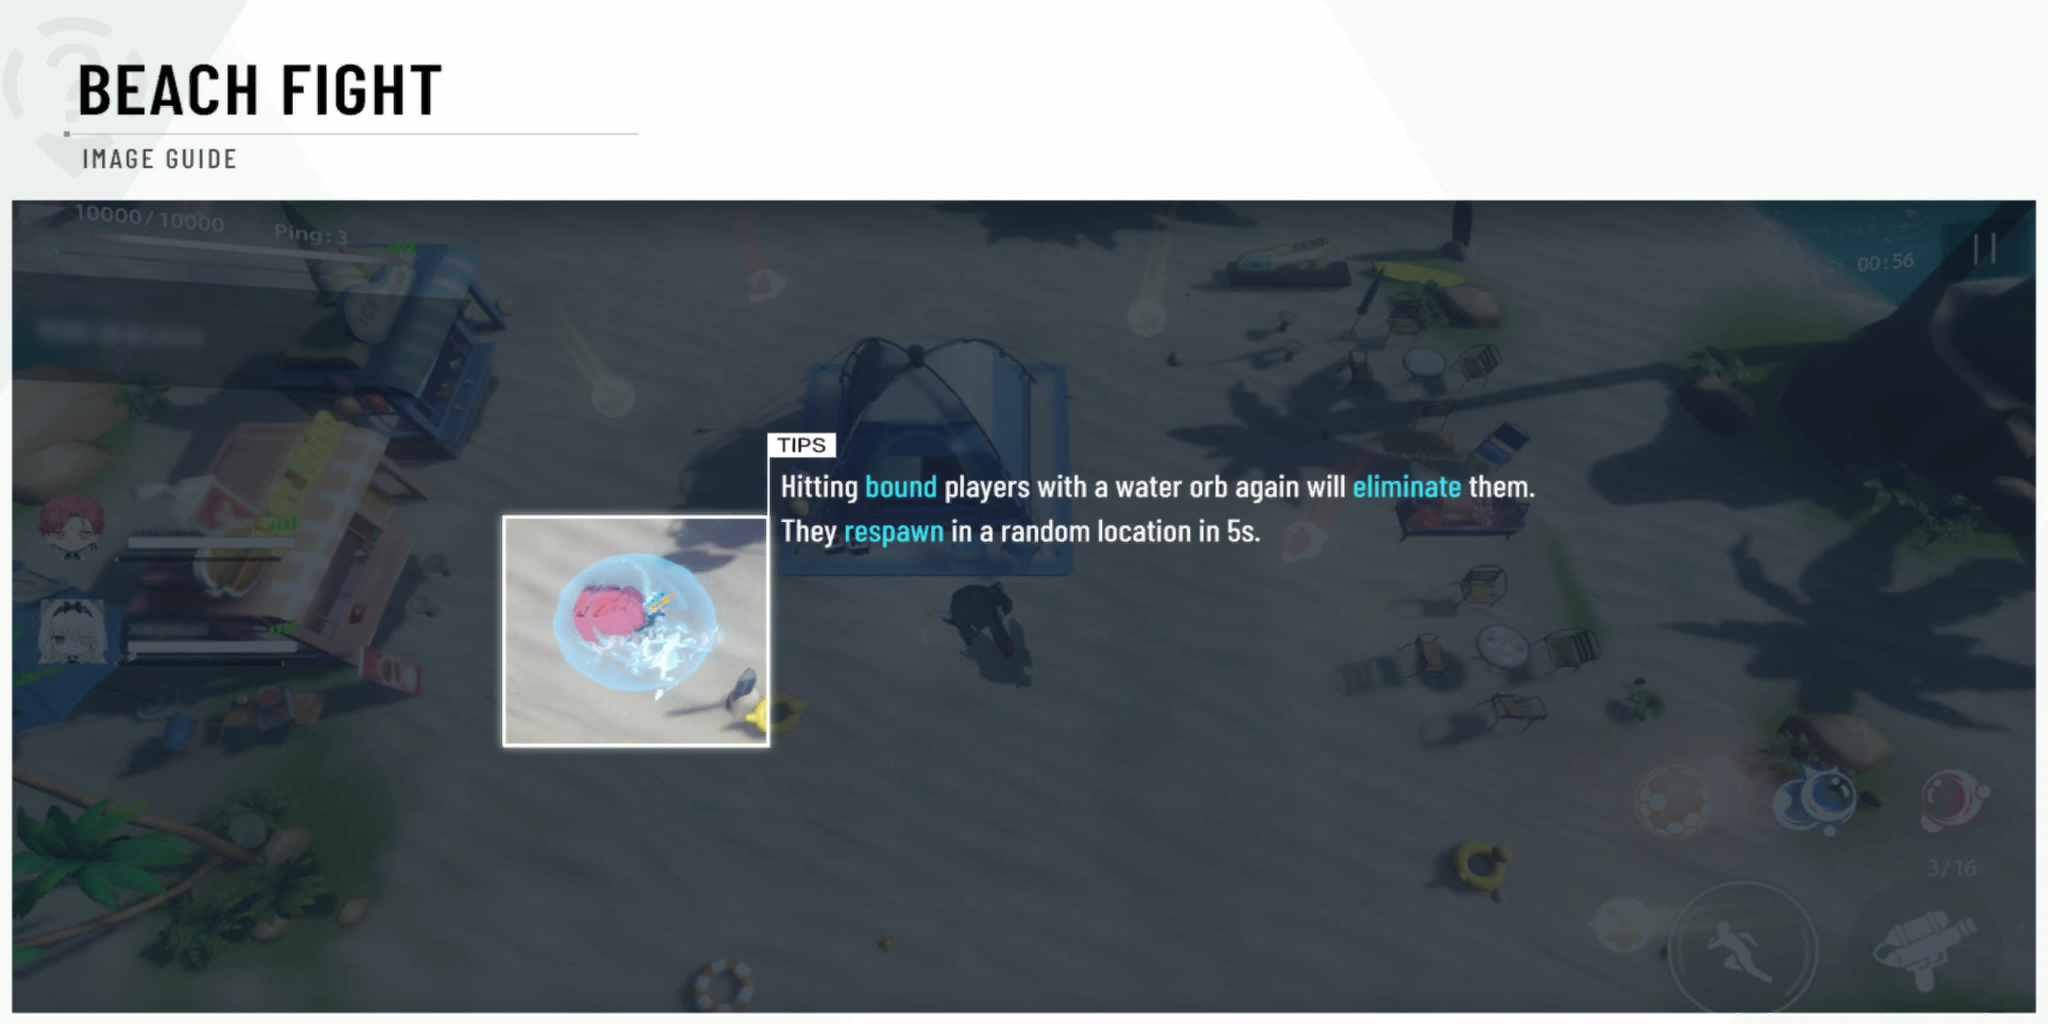 BEACH FIGHT
IMAGE GUIDE
10000/10000
Ping: 3
00:56
TIPS
Hitting bound players with a water orb again will eliminate them.
They respawn in a random location in 5s.
3/16